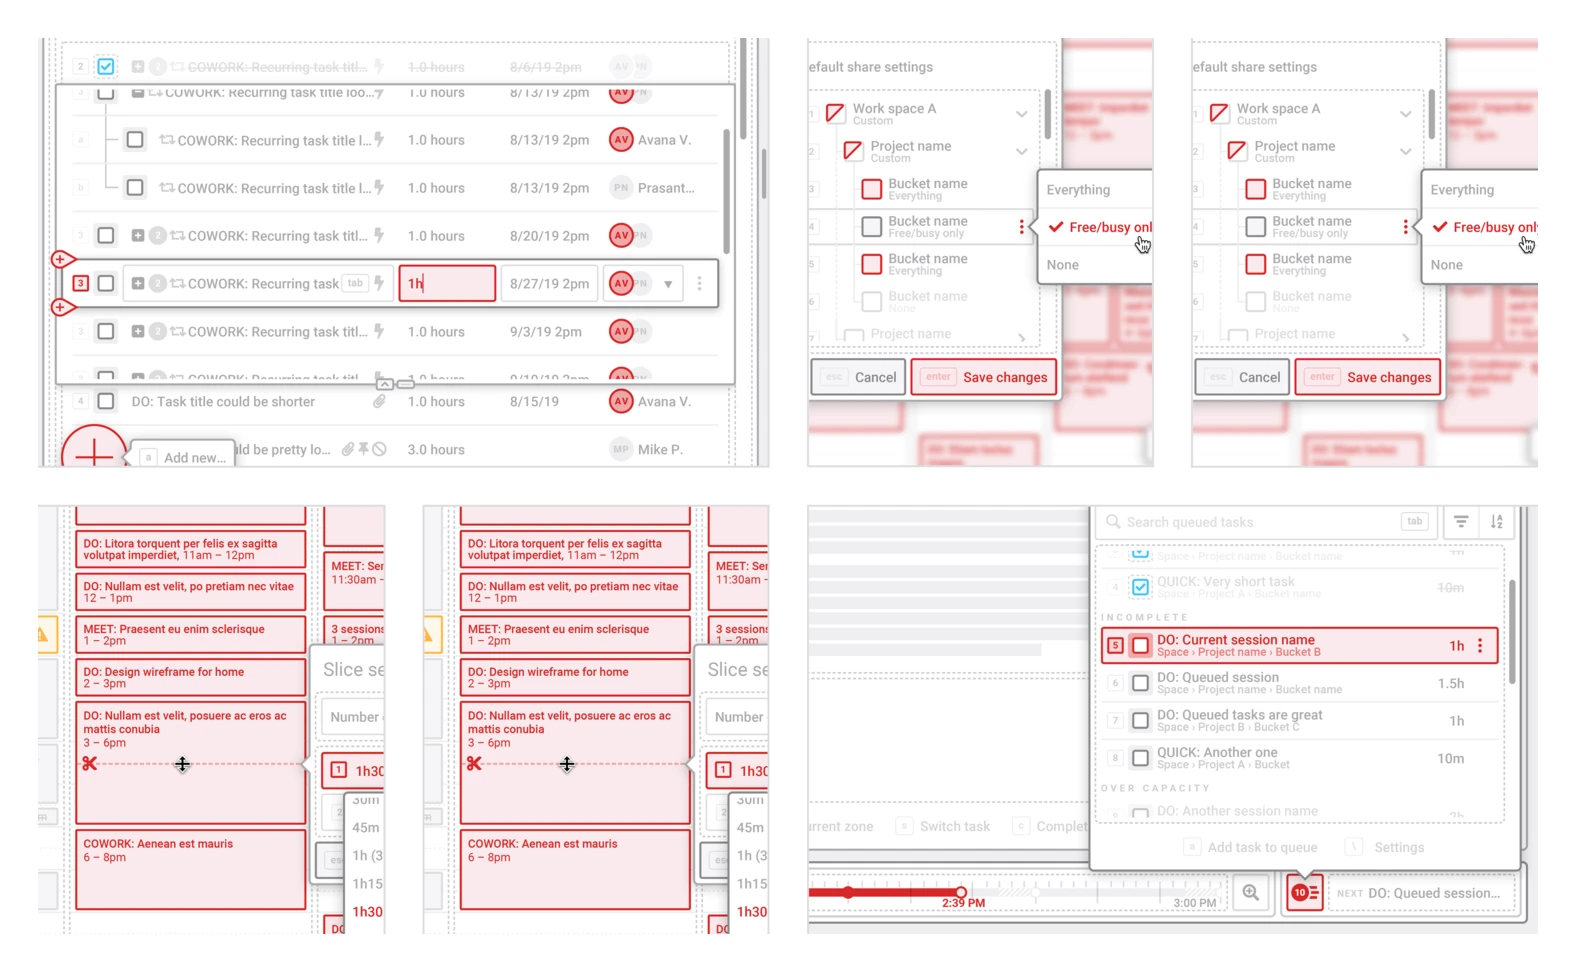 2 2 COWORK: Recurring task titl... 1.0 hours 8/6/19 2pm AV PN
3 COWORK: Recurring task title loo... 1.0 hours 8/13/19 2pm AV PN
a COWORK: Recurring task title l... 1.0 hours 8/13/19 2pm AV Avana V.
b COWORK: Recurring task title l... 1.0 hours 8/13/19 2pm PN Prasant...
3 2 COWORK: Recurring task titl... 1.0 hours 8/20/19 2pm AV PN
3 2 COWORK: Recurring task tab 1h 8/27/19 2pm AV PN
3 2 COWORK: Recurring task titl... 1.0 hours 9/3/19 2pm AV PN
2 COWORK: Recurring task titl... 1.0 hours 9/10/19 2pm
4 DO: Task title could be shorter 1.0 hours 8/15/19 AV Avana V.
uld be pretty lo... 3.0 hours MP Mike P.
a Add new...
efault share settings
1 Work space A
Custom
2 Project name
Custom
3 Bucket name
Everything
4 Bucket name
Free/busy only
5 Bucket name
Everything
6 Bucket name
None
7 Project name
Everything
Free/busy onl
None
esc Cancel
enter Save changes
efault share settings
1 Work space A
Custom
2 Project name
Custom
3 Bucket name
Everything
4 Bucket name
Free/busy only
5 Bucket name
Everything
6 Bucket name
None
7 Project name
Everything
Free/busy only
None
esc Cancel
enter Save changes
DO: Litora torquent per felis ex sagitta
volutpat imperdiet, 11am – 12pm
DO: Nullam est velit, po pretiam nec vitae
12 – 1pm
MEET: Praesent eu enim sclerisque
1 – 2pm
DO: Design wireframe for home
2 – 3pm
DO: Nullam est velit, posuere ac eros ac
mattis conubia
3 – 6pm
COWORK: Aenean est mauris
6 – 8pm
MEET: Ser
11:30am –
3 sessions
1 – 2pm
Slice se
Number
1 1h30
2
30m
45m
1h (3
esc
1h15
1h30
DO
DO: Litora torquent per felis ex sagitta
volutpat imperdiet, 11am – 12pm
DO: Nullam est velit, po pretiam nec vitae
12 – 1pm
MEET: Praesent eu enim sclerisque
1 – 2pm
DO: Design wireframe for home
2 – 3pm
DO: Nullam est velit, posuere ac eros ac
mattis conubia
3 – 6pm
COWORK: Aenean est mauris
6 – 8pm
MEET: Ser
11:30am –
3 sessions
1 – 2pm
Slice se
Number
1 1h30
2
30m
45m
1h (3
esc
1h15
1h30
DO
Search queued tasks tab
Space › Project name › Bucket name
4 QUICK: Very short task 10m
Space › Project A › Bucket name
INCOMPLETE
5 DO: Current session name 1h
Space › Project name › Bucket B
6 DO: Queued session 1.5h
Space › Project name › Bucket name
7 DO: Queued tasks are great 1h
Space › Project B › Bucket C
8 QUICK: Another one 10m
Space › Project A › Bucket
OVER CAPACITY
9 DO: Another session name 2h
a Add task to queue \ Settings
urrent zone s Switch task c Complet
2:39 PM
3:00 PM
10 NEXT DO: Queued session...